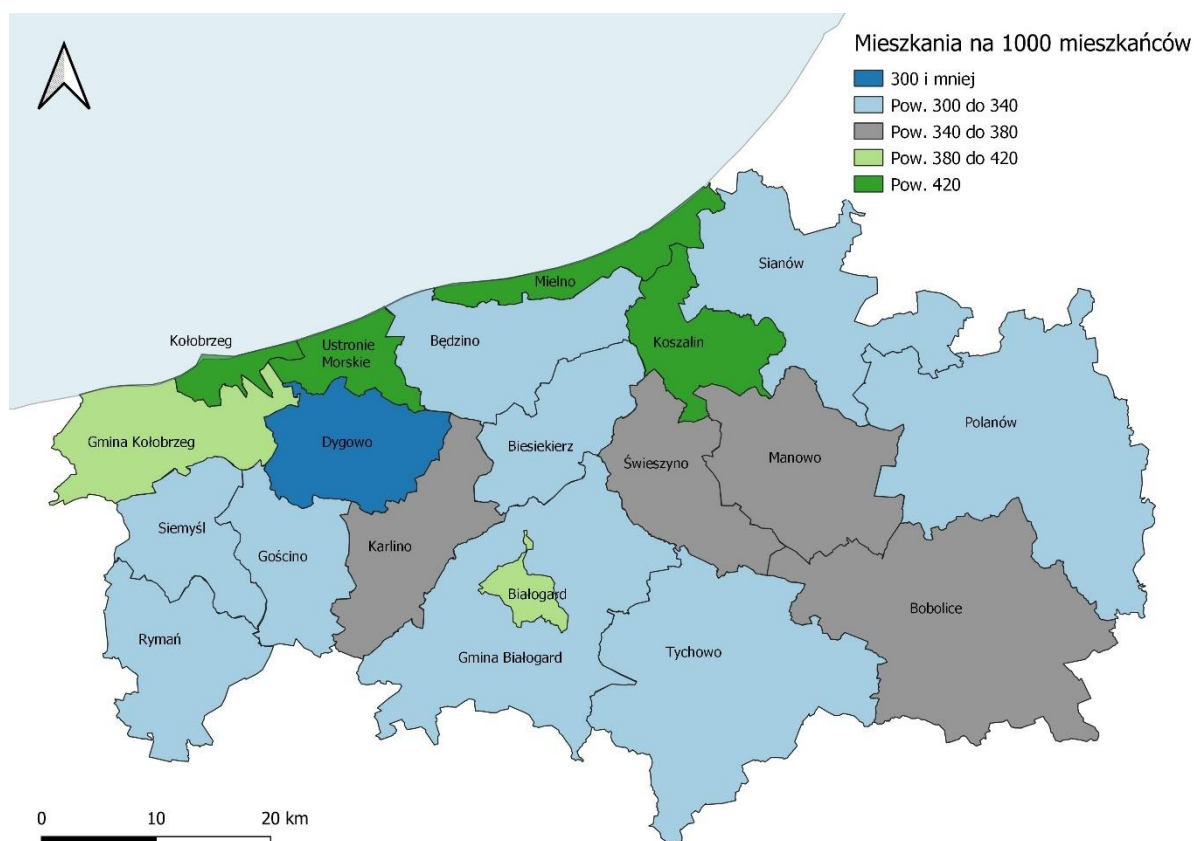 Mieszkania na 1000 mieszkańców
300 i mniej
Pow. 300 do 340
Pow. 340 do 380
Pow. 380 do 420
Pow. 420
Sianów
Mielno
Kołobrzeg
Ustronie
Morskie
Będzino
Koszalin
Polanów
Gmina Kołobrzeg
Dygowo
Biesiekierz
Świeszyno
Manowo
Siemyśl
Gościno
Karlino
Białogard
Bobolice
Rymań
Gmina Białogard
Tychowo
0 10 20 km